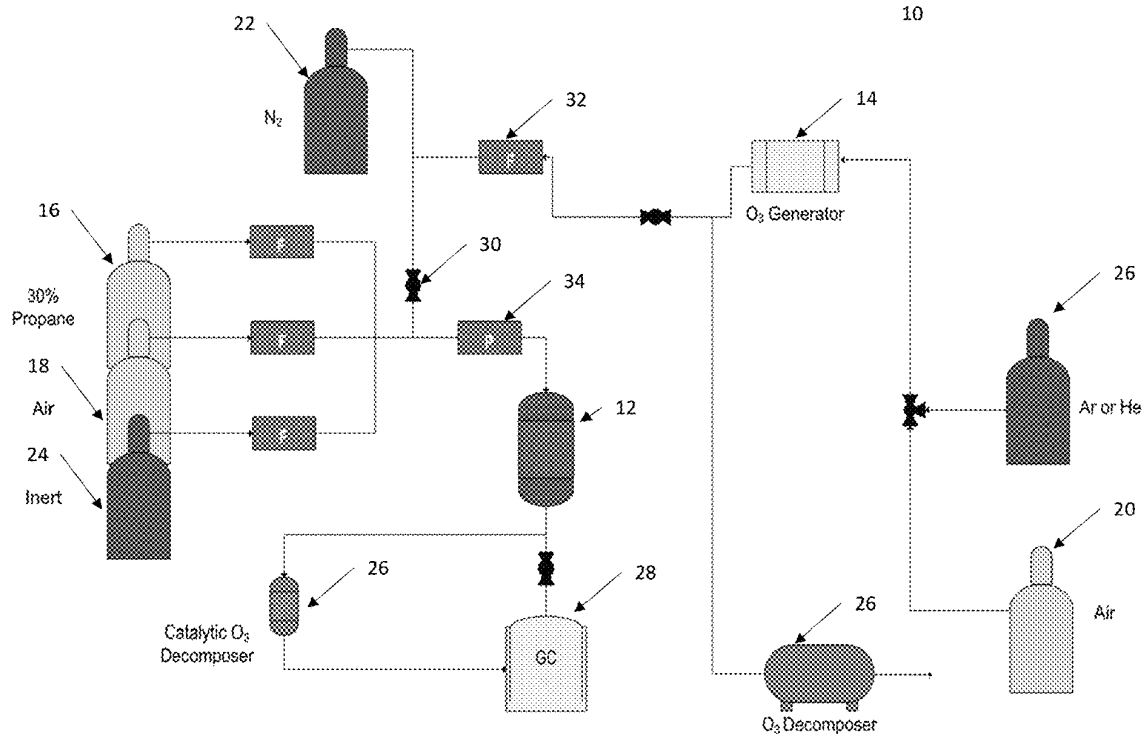 10
22
32
14
N₂
O₃ Generator
16
30
34
26
30%
Propane
18
Air
24
Inert
12
Ar or He
20
26
28
Air
26
Catalytic O₃
Decomposer
GC
O₃ Decomposer